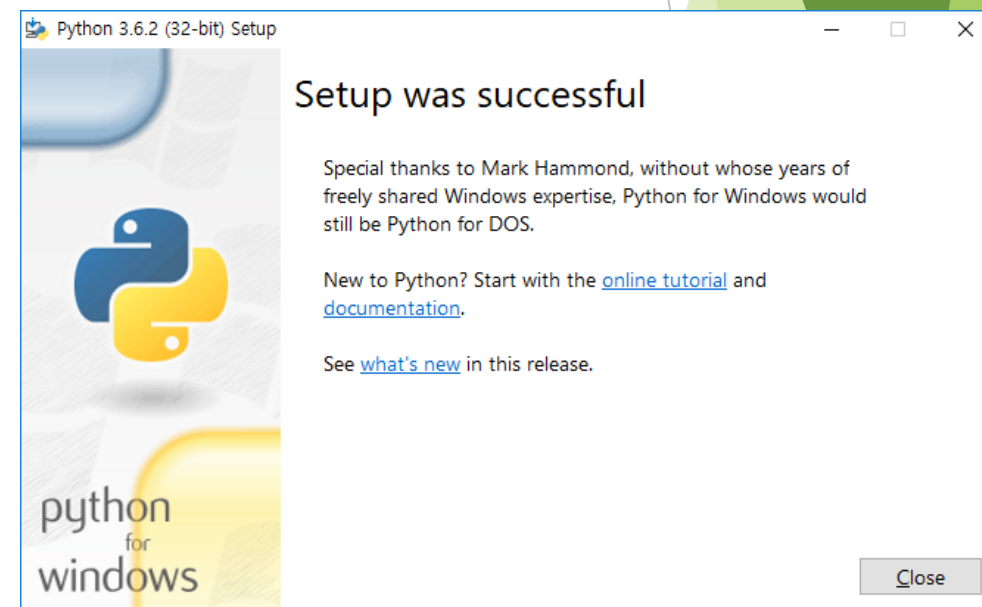 Python 3.6.2 (32-bit) Setup
Setup was successful
Special thanks to Mark Hammond, without whose years of
freely shared Windows expertise, Python for Windows would
still be Python for DOS.
New to Python? Start with the online tutorial and
documentation.
See what's new in this release.
python
for
windows
Close